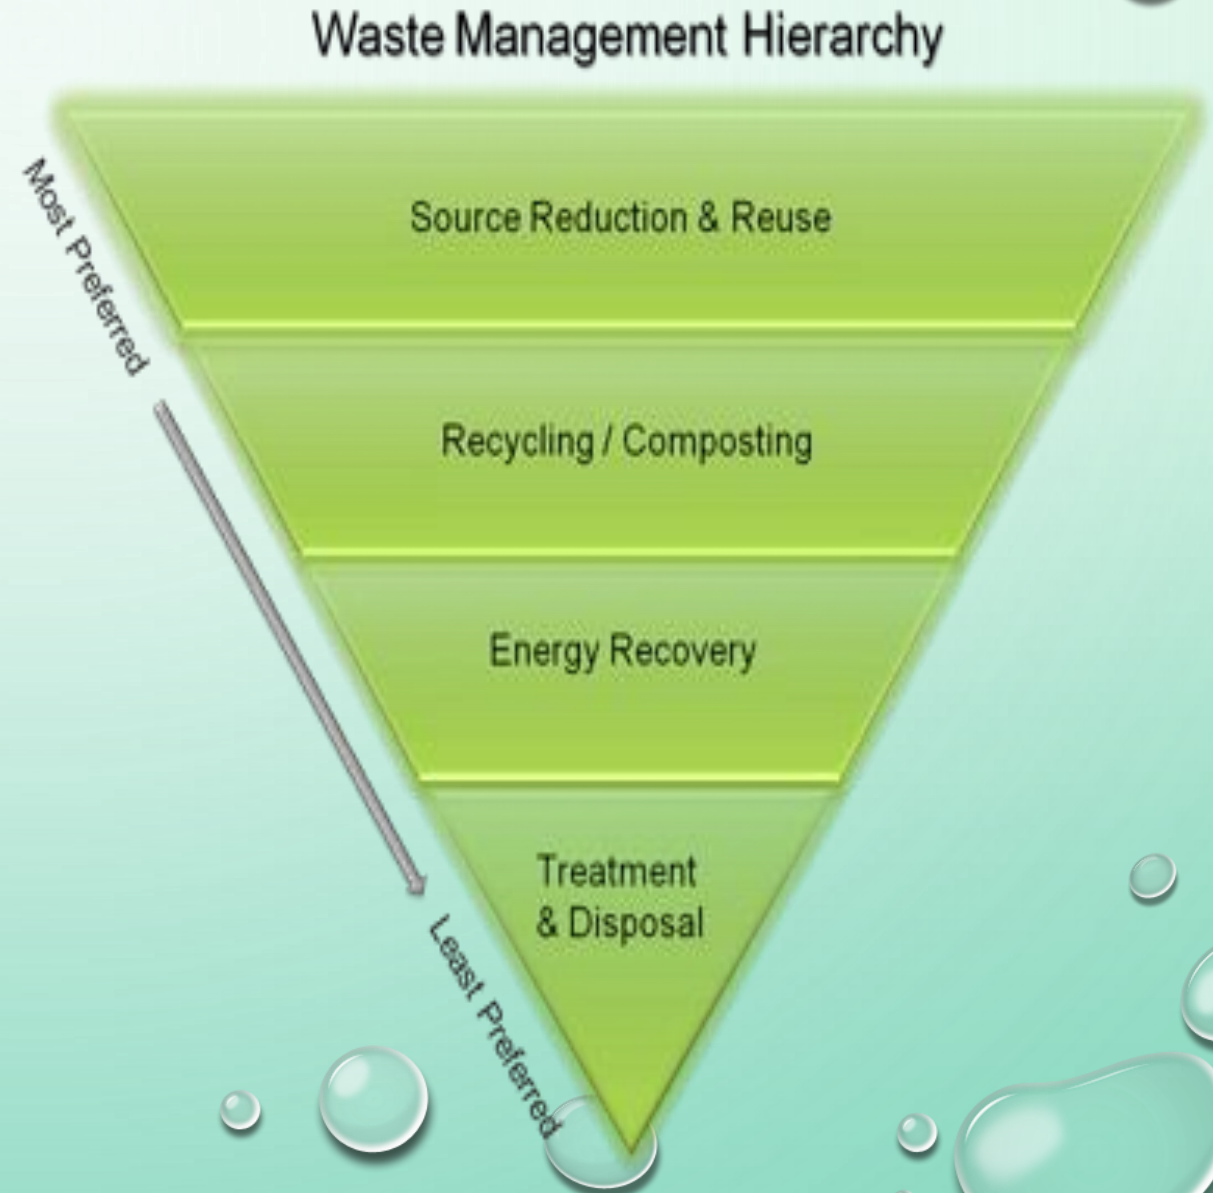 Waste Management Hierarchy
Most Preferred
Source Reduction & Reuse
Recycling / Composting
Energy Recovery
Treatment
& Disposal
Least Preferred